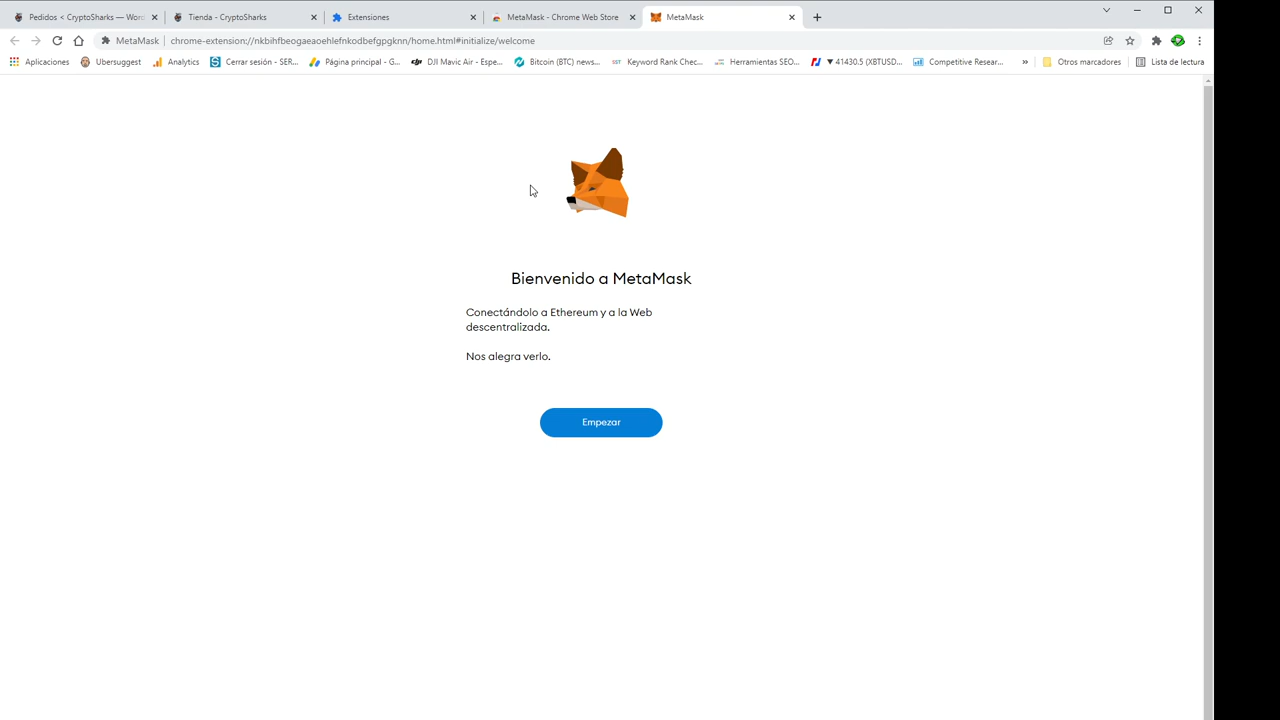 Pedidos < CryptoSharks — Wor
Tienda - CryptoSharks
Extensiones
MetaMask - Chrome Web Store
MetaMask
MetaMask
chrome-extension://nkbihfbeogaeaoehlefnkodbefgpgknn/home.html#initialize/welcome
Aplicaciones
Ubersuggest
Analytics
Cerrar sesión - SER...
Página principal - G...
DJI Mavic Air - Espe...
Bitcoin (BTC) news...
Keyword Rank Chec...
Herramientas SEO...
▼ 41430.5 (XBTUSD...
Competitive Resear...
»
Otros marcadores
Lista de lectura
Bienvenido a MetaMask
Conectándolo a Ethereum y a la Web
descentralizada.
Nos alegra verlo.
Empezar